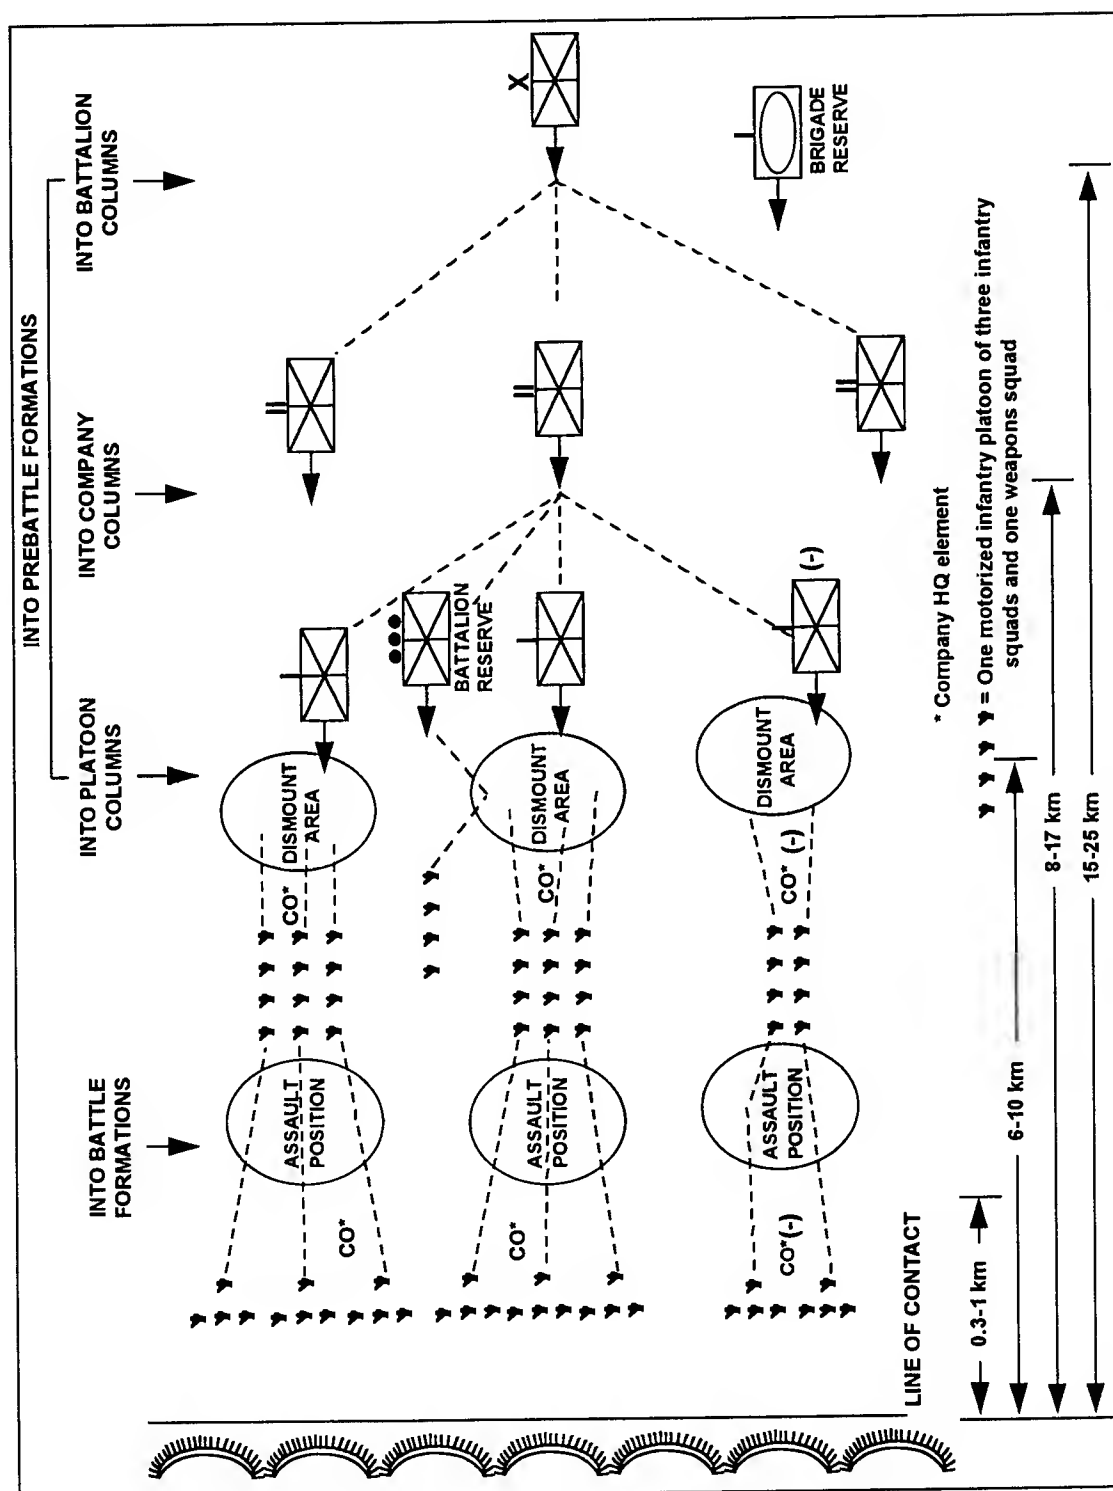 INTO PREBATTLE FORMATIONS
INTO BATTLE
FORMATIONS
INTO PLATOON
COLUMNS
INTO COMPANY
COLUMNS
INTO BATTALION
COLUMNS
X
BRIGADE
RESERVE
BATTALION
RESERVE
(-)
DISMOUNT
AREA
DISMOUNT
AREA
DISMOUNT
AREA
CO*
CO*
CO* (-)
ASSAULT
POSITION
ASSAULT
POSITION
ASSAULT
POSITION
CO*
CO*
CO*(-)
LINE OF CONTACT
* Company HQ element
= One motorized infantry platoon of three infantry
squads and one weapons squad
0.3-1 km
6-10 km
8-17 km
15-25 km